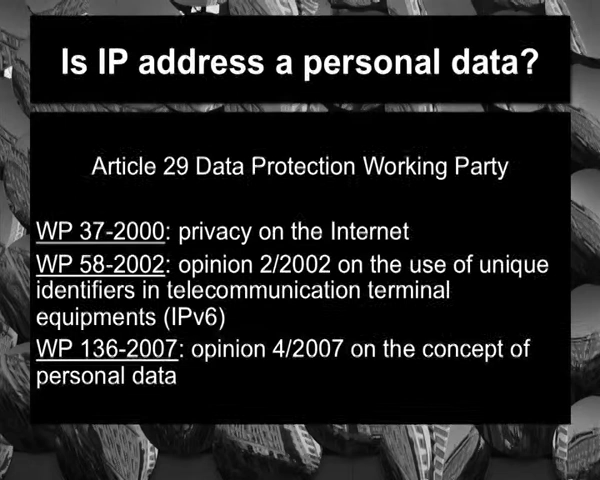 Is IP address a personal data?
Article 29 Data Protection Working Party
WP 37-2000: privacy on the Internet
WP 58-2002: opinion 2/2002 on the use of unique
identifiers in telecommunication terminal
equipments (IPv6)
WP 136-2007: opinion 4/2007 on the concept of
personal data